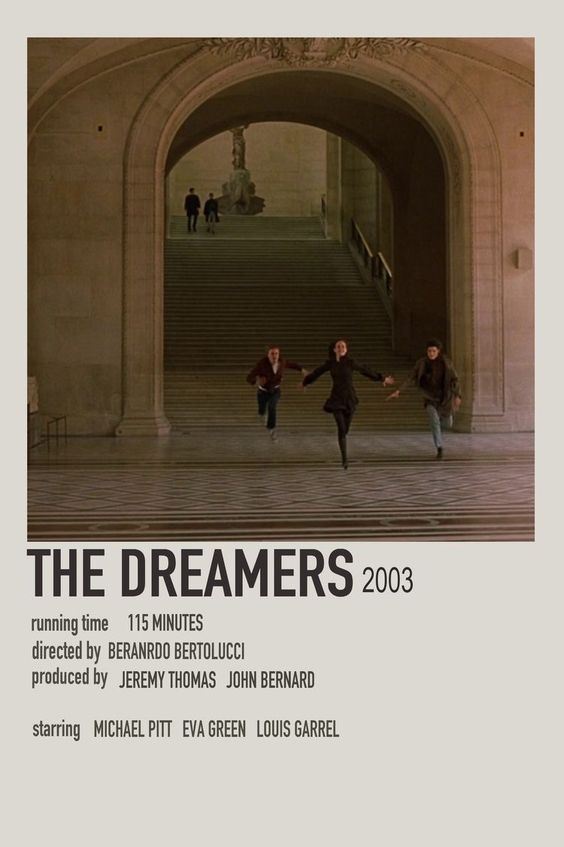 THE DREAMERS 2003
running time 115 MINUTES
directed by BERANRDO BERTOLUCCI
produced by JEREMY THOMAS JOHN BERNARD
starring MICHAEL PITT EVA GREEN LOUIS GARREL